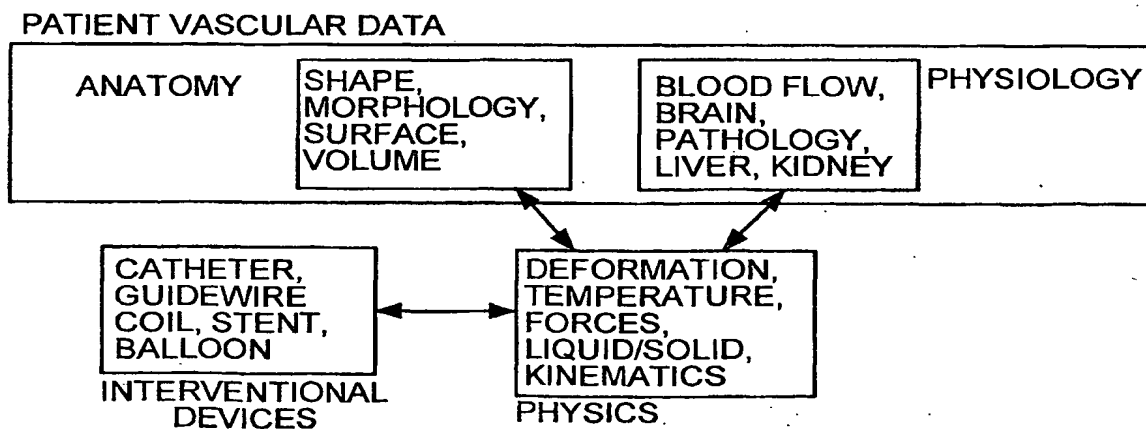 PATIENT VASCULAR DATA
ANATOMY
SHAPE,
MORPHOLOGY,
SURFACE,
VOLUME
BLOOD FLOW,
BRAIN,
PATHOLOGY,
LIVER, KIDNEY
PHYSIOLOGY
CATHETER,
GUIDEWIRE
COIL, STENT,
BALLOON
INTERVENTIONAL
DEVICES
DEFORMATION,
TEMPERATURE,
FORCES,
LIQUID/SOLID,
KINEMATICS
PHYSICS